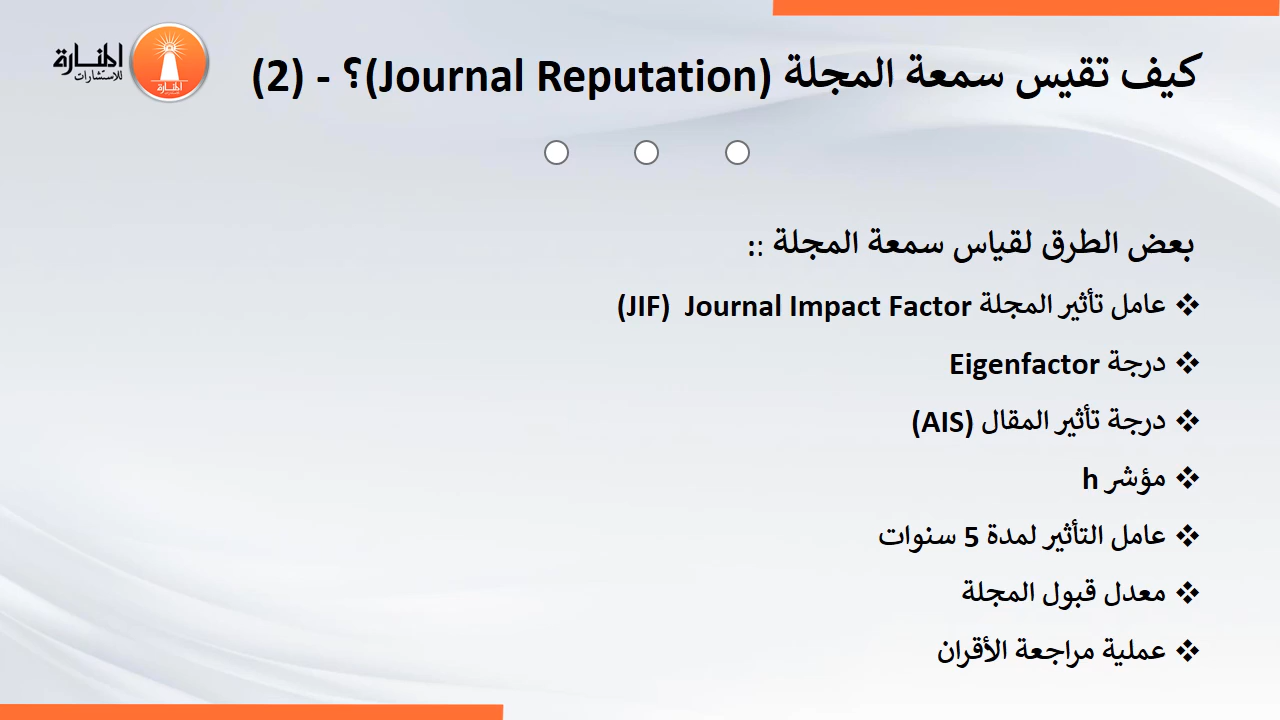 المنارة
للاستشارات
المنارة
كيف تقيس سمعة المجلة (Journal Reputation)؟ - (2)
بعض الطرق لقياس سمعة المجلة ::
❖ عامل تأثير المجلة Journal Impact Factor (JIF)
❖ درجة Eigenfactor
❖ درجة تأثير المقال (AIS)
❖ مؤشر h
❖ عامل التأثير لمدة 5 سنوات
❖ معدل قبول المجلة
❖ عملية مراجعة الأقران